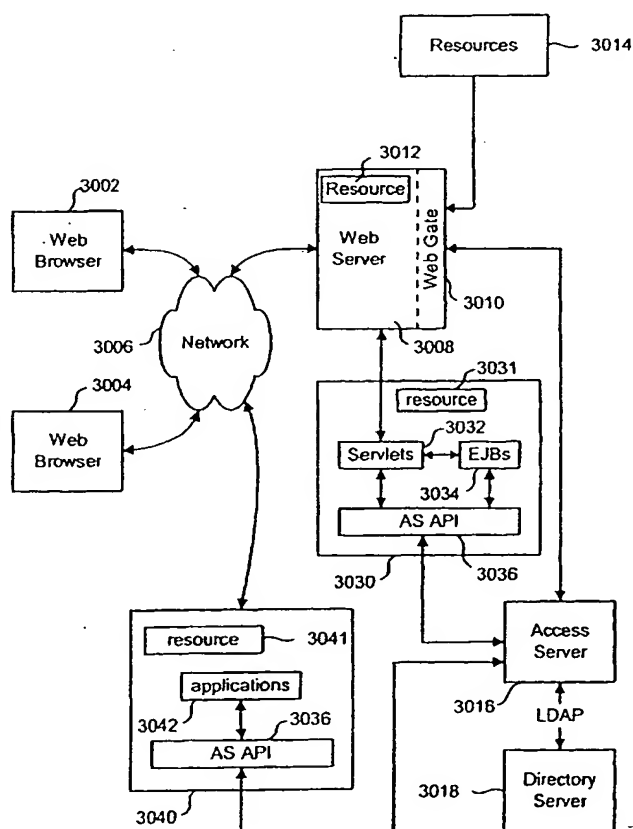 Resources
3014
3012
Resource
Web Server
Web Gate
3010
3008
3002
Web
Browser
3006
Network
3004
Web
Browser
3031
resource
3032
Servlets
EJBs
3034
AS API
3030
3036
resource
3041
applications
3042
3036
AS API
3040
Access
Server
3016
LDAP
3018
Directory
Server